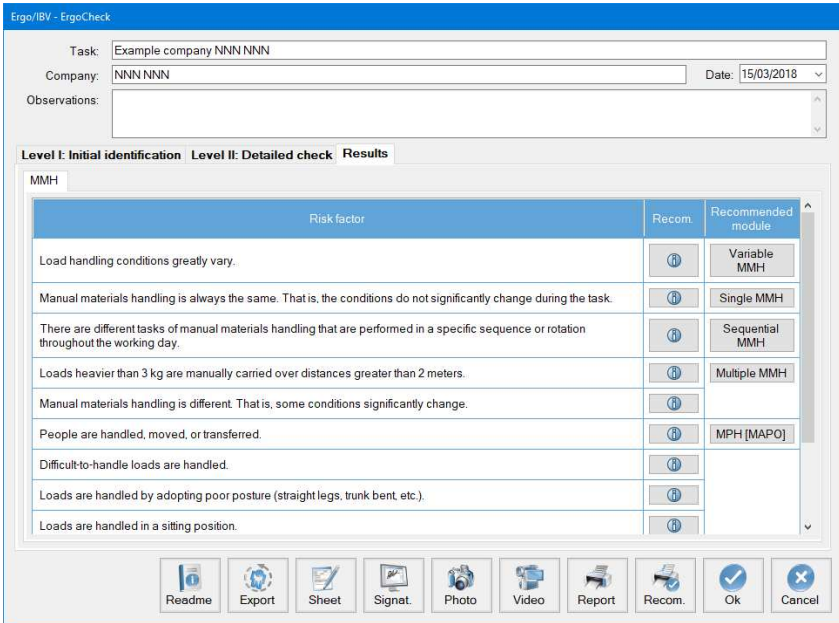 Ergo/IBV - ErgoCheck
Task: Example company NNN NNN
Company: NNN NNN Date: 15/03/2018
Observations:
Level I: Initial identification Level II: Detailed check Results
MMH
Risk factor Recom. Recommended
module
Load handling conditions greatly vary. Variable
MMH
Manual materials handling is always the same. That is, the conditions do not significantly change during the task. Single MMH
There are different tasks of manual materials handling that are performed in a specific sequence or rotation
throughout the working day. Sequential
MMH
Loads heavier than 3 kg are manually carried over distances greater than 2 meters. Multiple MMH
Manual materials handling is different. That is, some conditions significantly change.
People are handled, moved, or transferred. MPH [MAPO]
Difficult-to-handle loads are handled.
Loads are handled by adopting poor posture (straight legs, trunk bent, etc.).
Loads are handled in a sitting position.
Readme Export Sheet Signat. Photo Video Report Recom. Ok Cancel